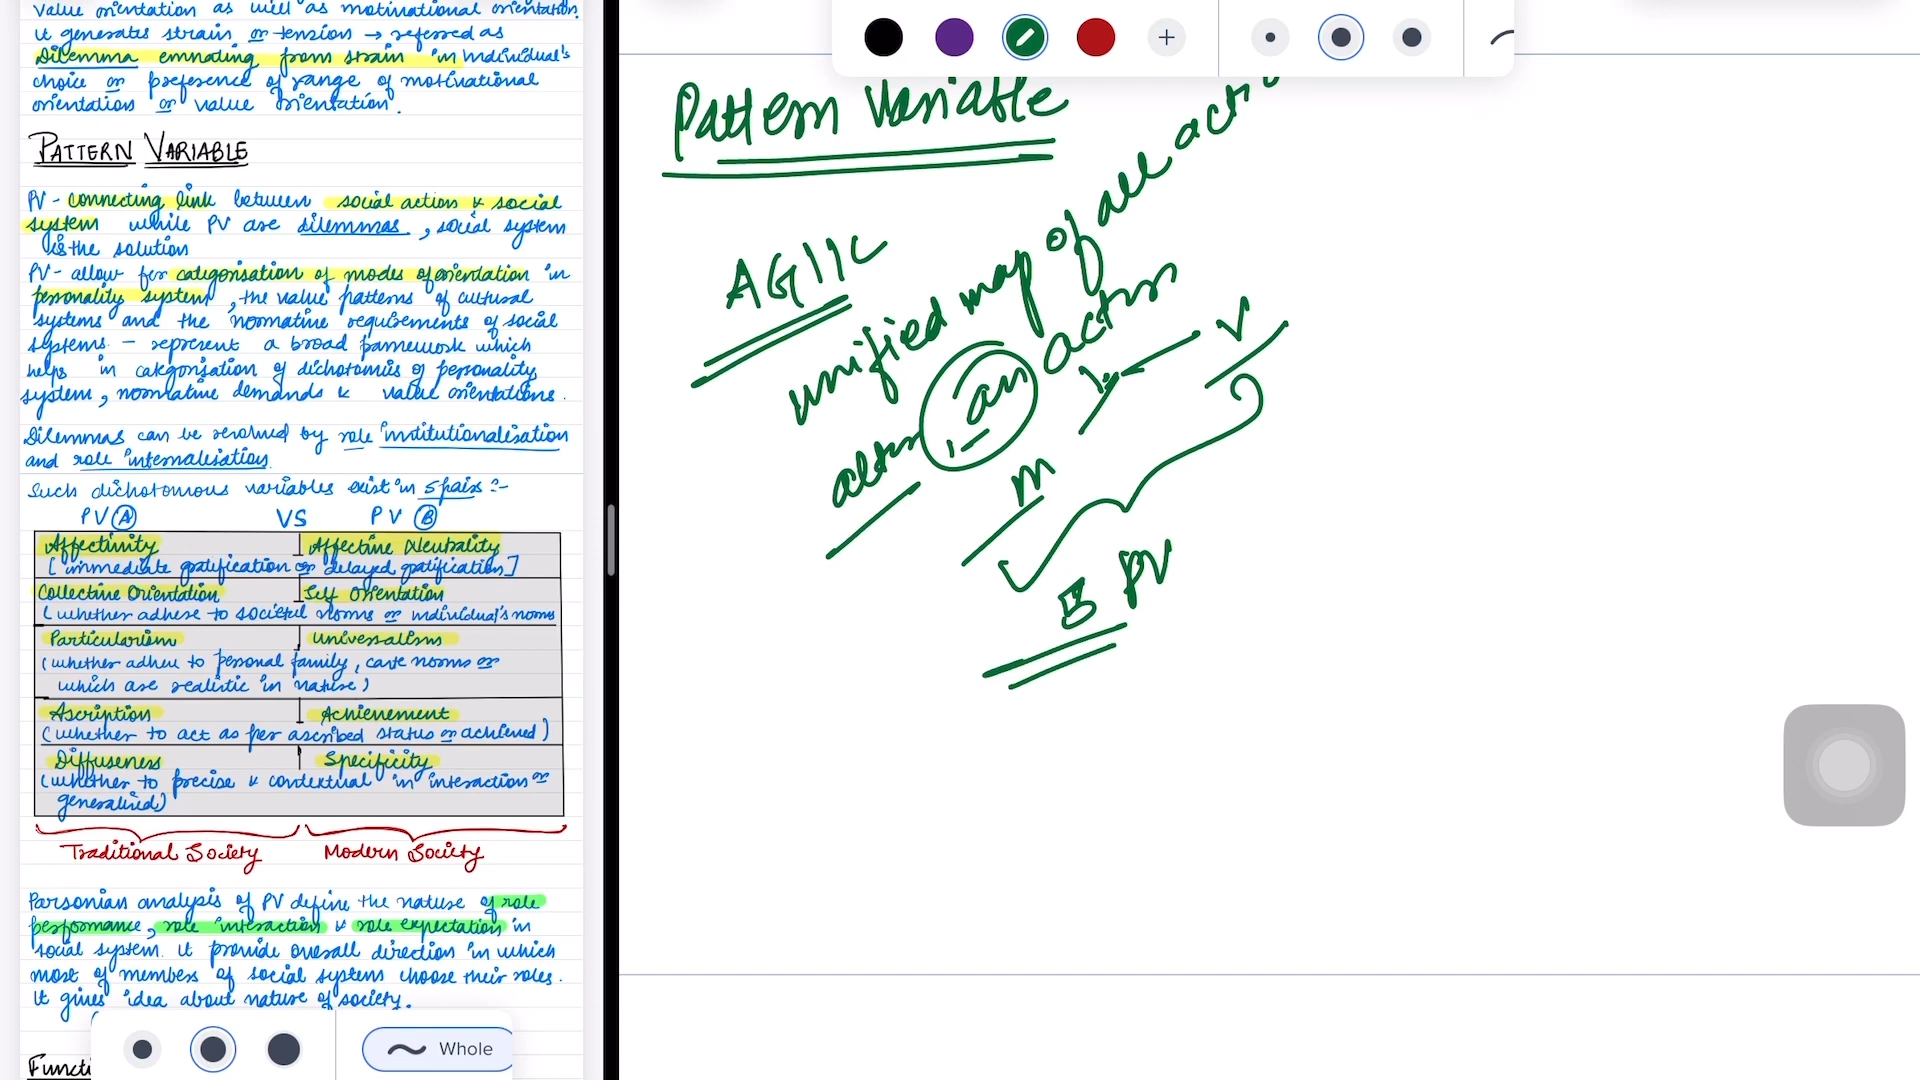 value orientation as well as motivational orientation.
it generates strain or tension → referred as
Dilemma emnating from strain in individual's
choice or preference of range of motivational
orientation or value orientation.
PATTERN VARIABLE
PV - connecting link between social action & social
system while PV are dilemmas, social system
is the solution
PV - allow for categorisation of modes of orientation in
personality system, the value patterns of cultural
systems and the normative requirements of social
systems. - represent a broad framework which
helps in categorisation of dichotomies of personality
system, normative demands & value orientations.
Dilemmas can be resolved by role institutionalisation
and role internalisation.
Such dichotomous variables exist in 5 pairs :-
PV A VS PV B
Affectivity Affective Neutrality
[immediate gratification or delayed gratification]
Collective Orientation Self Orientation
(whether adhere to societal norms or individual's norms
Particularism Universalism
(whether adhere to personal family, caste norms or
which are realistic in nature)
Ascription Achievement
(whether to act as per ascribed status or achieved)
Diffuseness Specificity
(whether to precise & contextual in interaction or
generalised)
Traditional Society Modern Society
Parsonian analysis of PV define the nature of role
performance, role interaction & role expectation in
social system. it provide overall direction in which
most of members of social system choose their roles.
it gives idea about nature of society.
Functi
Whole
Pattern Variable
AGIL
unified map of all actio
an actor
m
V
5 PV